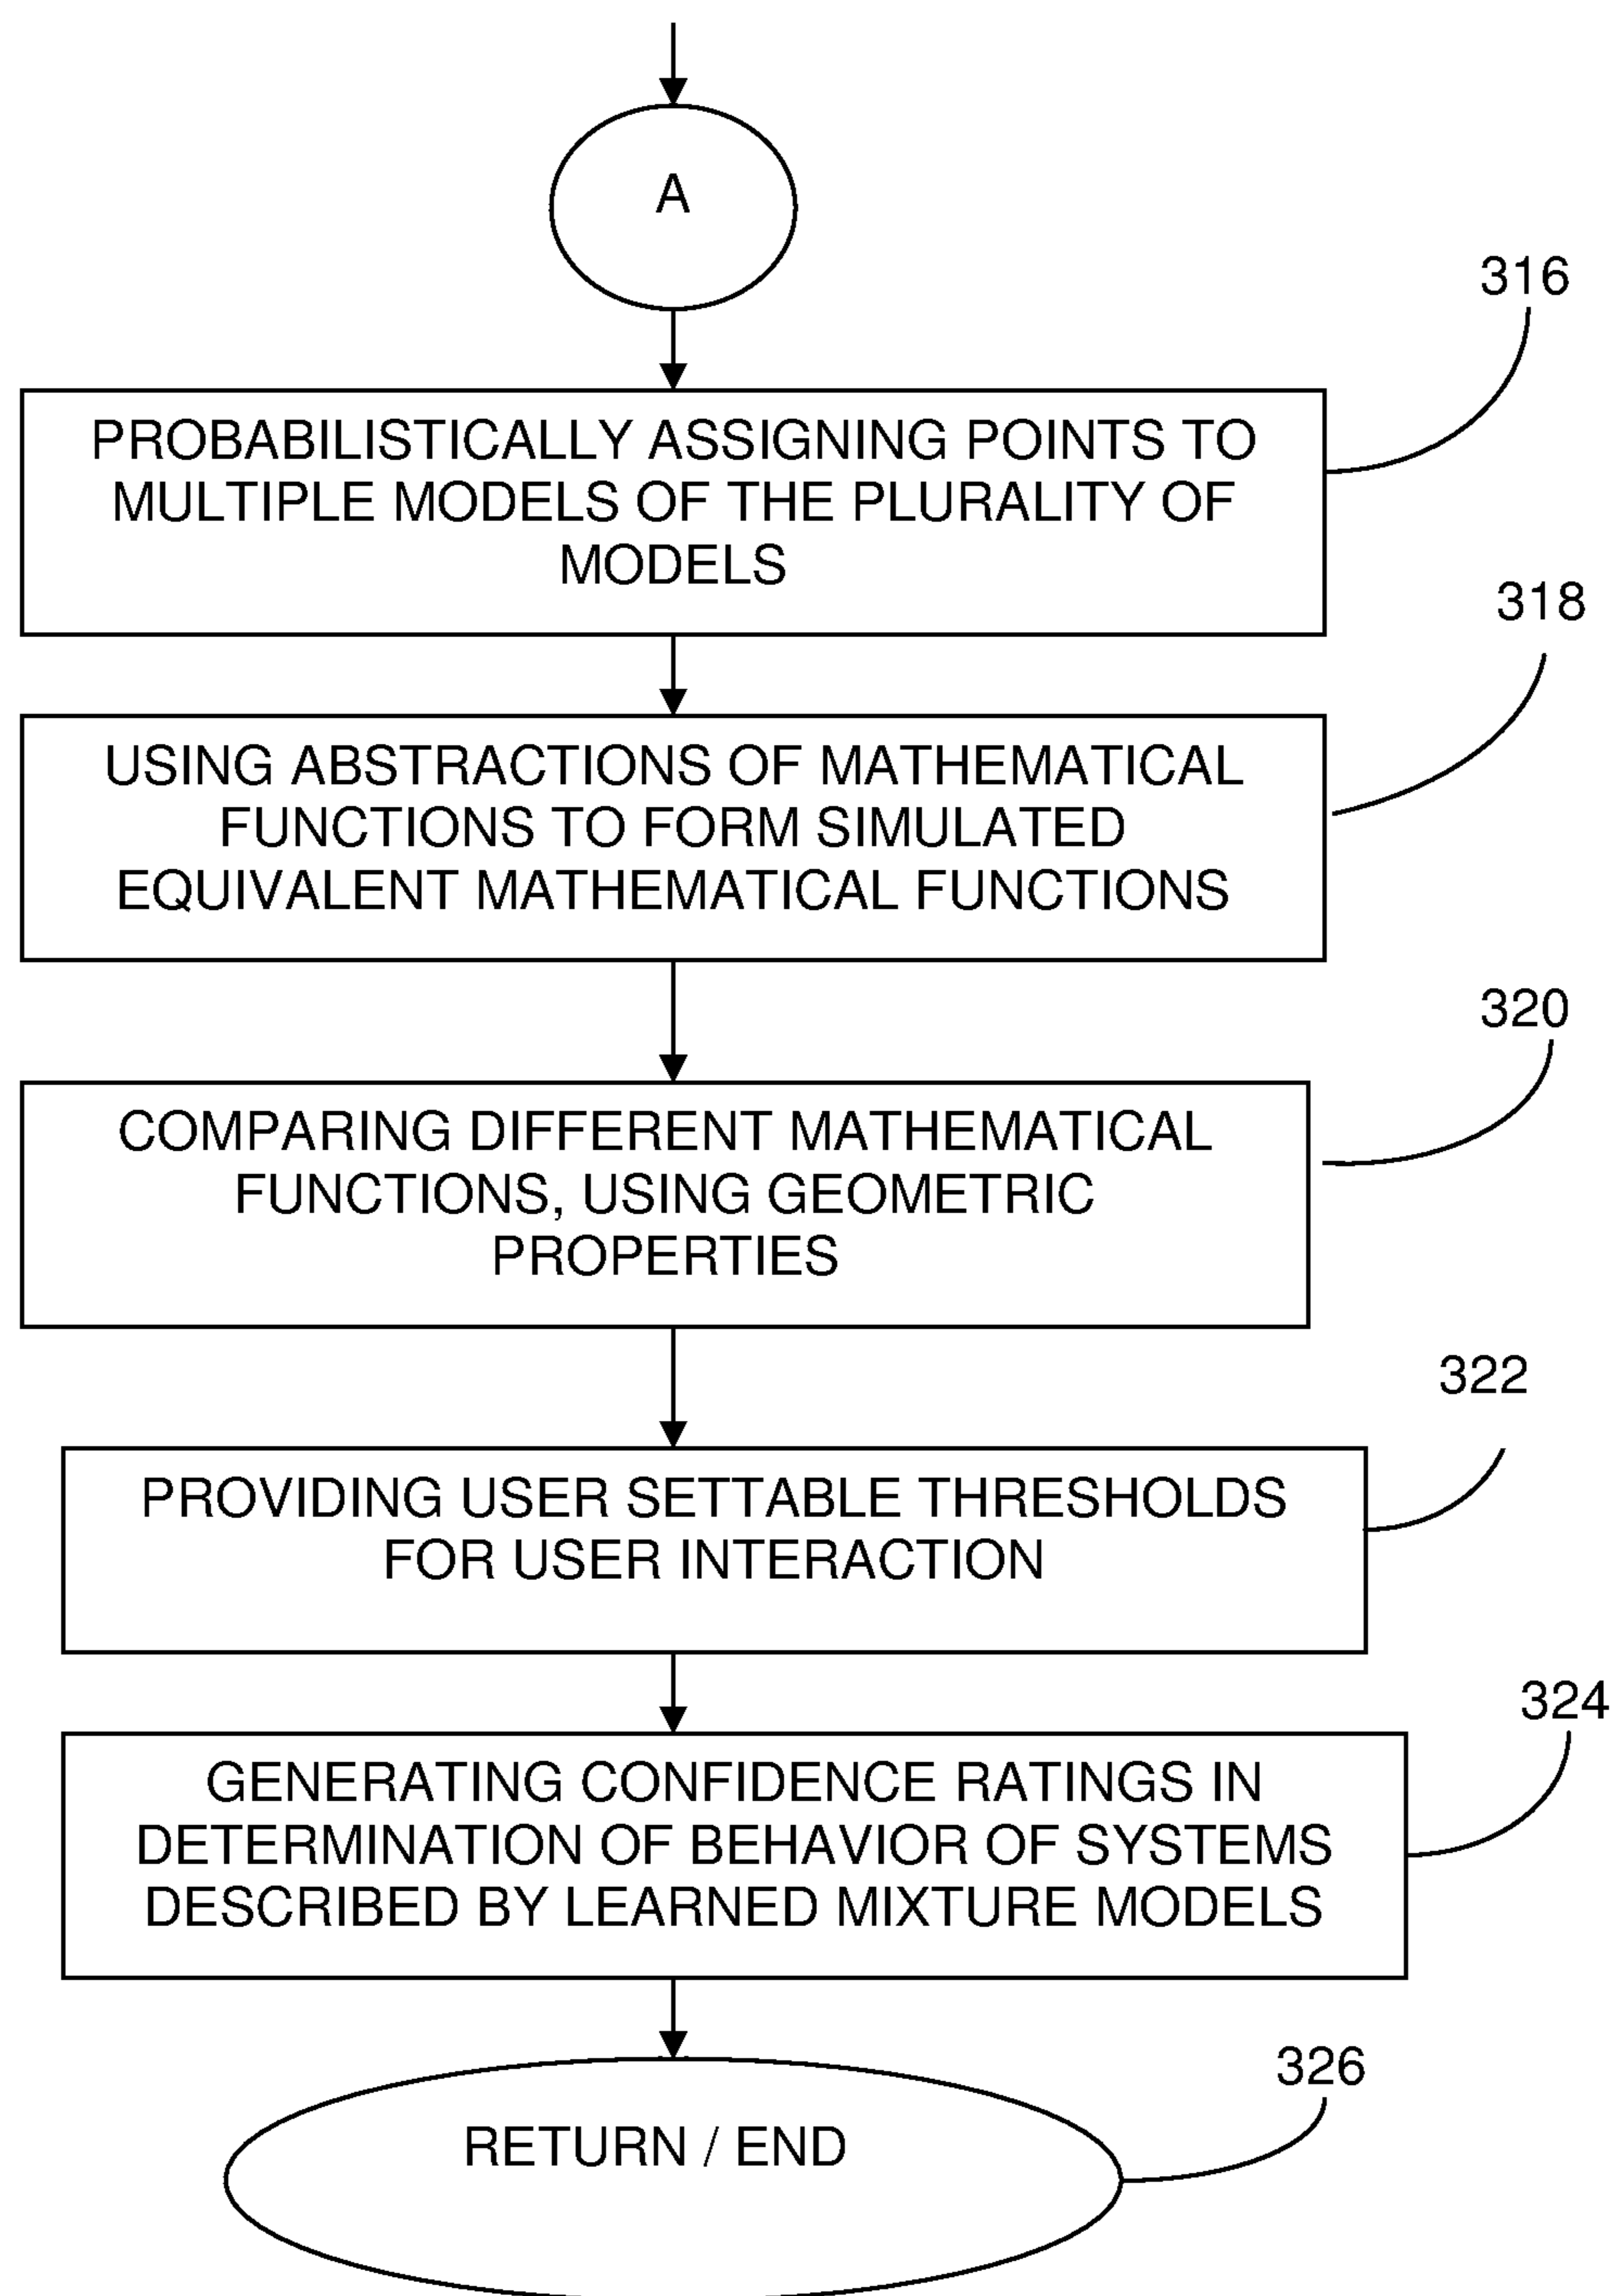 A
316
PROBABILISTICALLY ASSIGNING POINTS TO
MULTIPLE MODELS OF THE PLURALITY OF
MODELS
318
USING ABSTRACTIONS OF MATHEMATICAL
FUNCTIONS TO FORM SIMULATED
EQUIVALENT MATHEMATICAL FUNCTIONS
320
COMPARING DIFFERENT MATHEMATICAL
FUNCTIONS, USING GEOMETRIC
PROPERTIES
322
PROVIDING USER SETTABLE THRESHOLDS
FOR USER INTERACTION
324
GENERATING CONFIDENCE RATINGS IN
DETERMINATION OF BEHAVIOR OF SYSTEMS
DESCRIBED BY LEARNED MIXTURE MODELS
326
RETURN / END